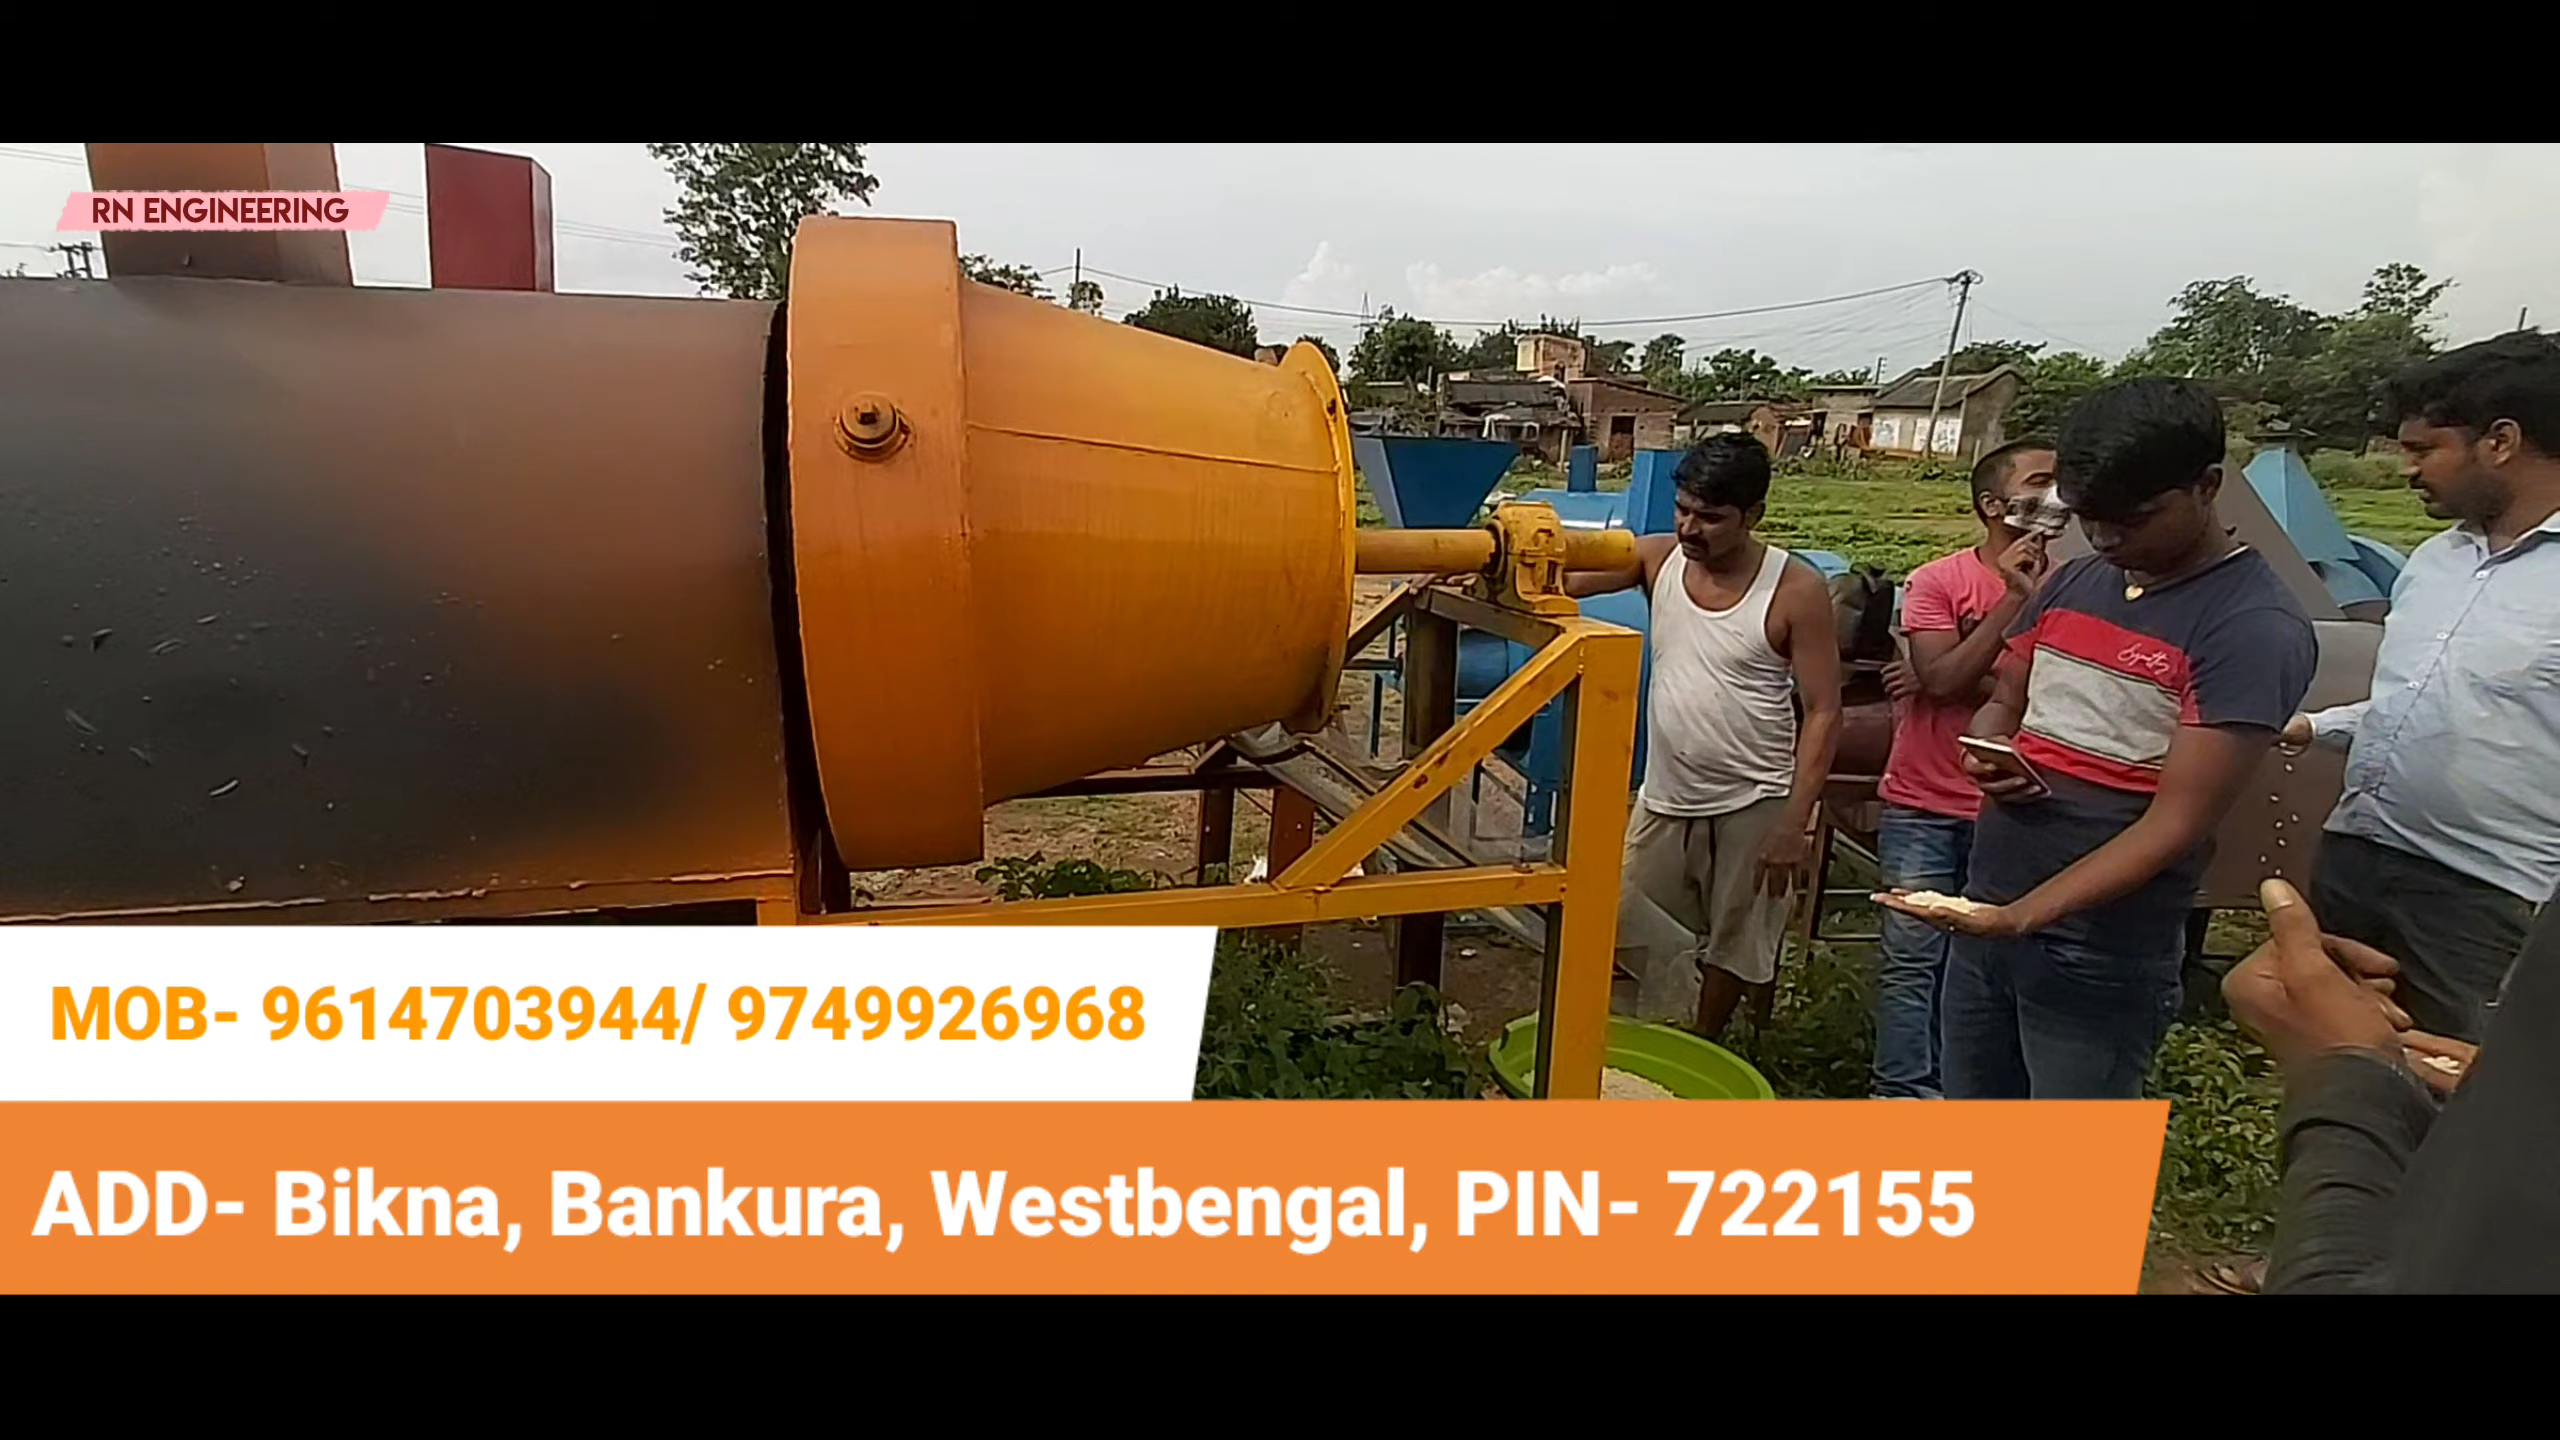 RN ENGINEERING
MOB- 9614703944/ 9749926968
ADD- Bikna, Bankura, Westbengal, PIN- 722155